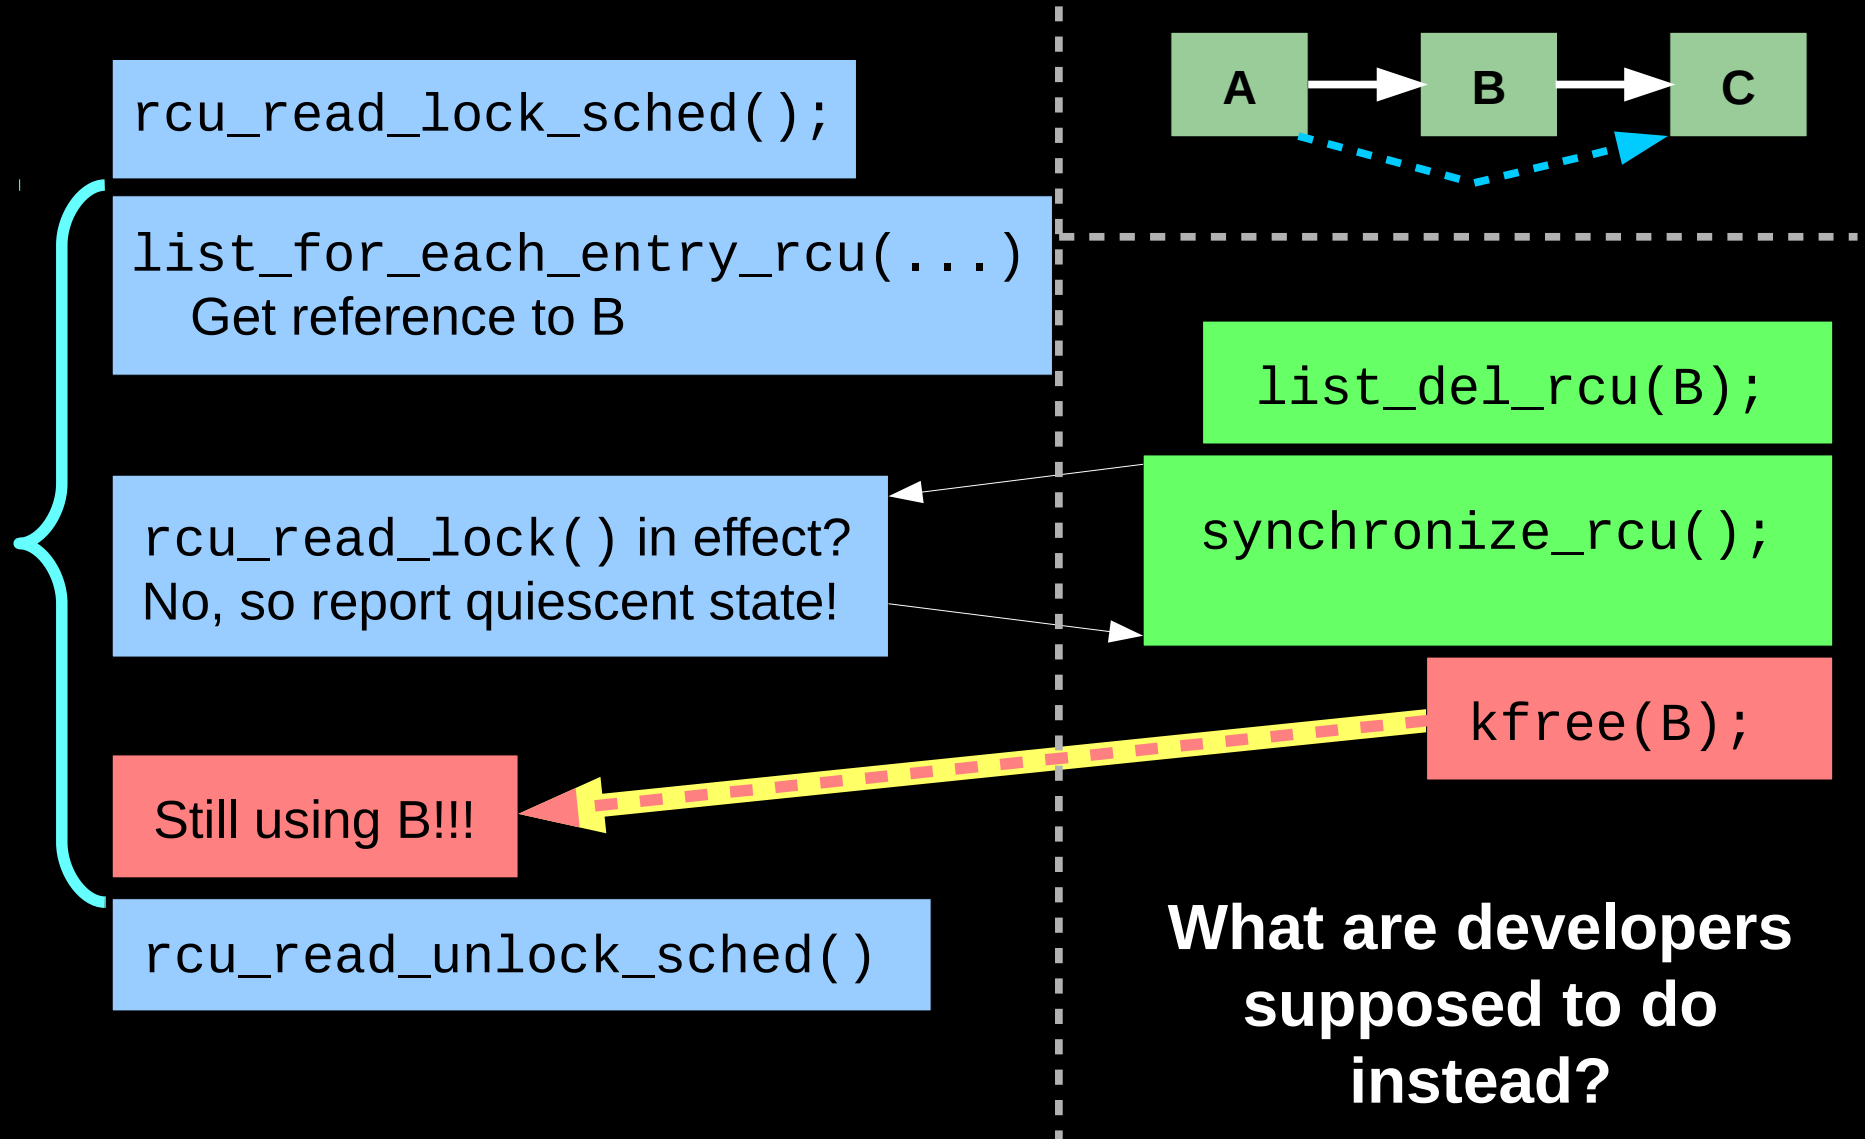 rcu_read_lock_sched();
list_for_each_entry_rcu(...)
Get reference to B
rcu_read_lock() in effect?
No, so report quiescent state!
Still using B!!!
rcu_read_unlock_sched()
A B C
list_del_rcu(B);
synchronize_rcu();
kfree(B);
What are developers
supposed to do
instead?